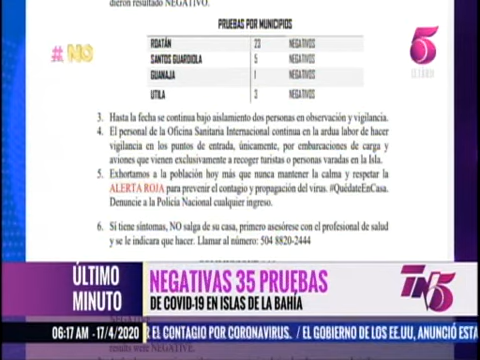 dieron resultado NEGATIVO.
PRUEBAS POR MUNICIPIOS
ROATÁN 23 NEGATIVOS
SANTOS GUARDIOLA 5 NEGATIVOS
GUANAJA 1 NEGATIVOS
UTILA 3 NEGATIVOS
# NO
5
3. Hasta la fecha se continua bajo aislamiento dos personas en observación y vigilancia.
4. El personal de la Oficina Sanitaria Internacional continua en la ardua labor de hacer
vigilancia en los puntos de entrada, únicamente, por embarcaciones de carga y
aviones que vienen exclusivamente a recoger turistas o personas varadas en la Isla.
5. Exhortamos a la población hoy más que nunca mantener la calma y respetar la
ALERTA ROJA para prevenir el contagio y propagación del virus. #QuédateEnCasa.
Denuncie a la Policía Nacional cualquier ingreso.
6. Si tiene síntomas, NO salga de su casa, primero asesórese con el profesional de salud
y se le indicara que hacer. Llamar al número: 504 8820-2444
ÚLTIMO
MINUTO
NEGATIVAS 35 PRUEBAS
DE COVID-19 EN ISLAS DE LA BAHÍA
TN5
06:17 AM - 17/4/2020
ER EL CONTAGIO POR CORONAVIRUS. / EL GOBIERNO DE LOS EE.UU, ANUNCIÓ ESTA
results were NEGATIVE.